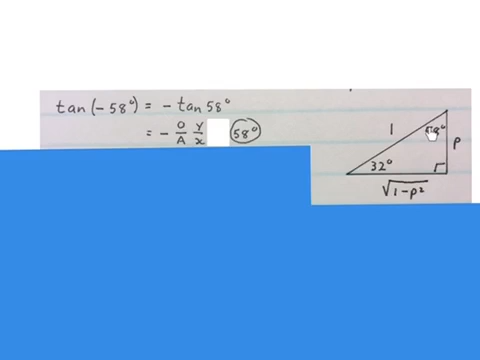 tan(-58°) = - tan 58°
= - O/A y/x 58°
1
58°
P
32°
√1-p²